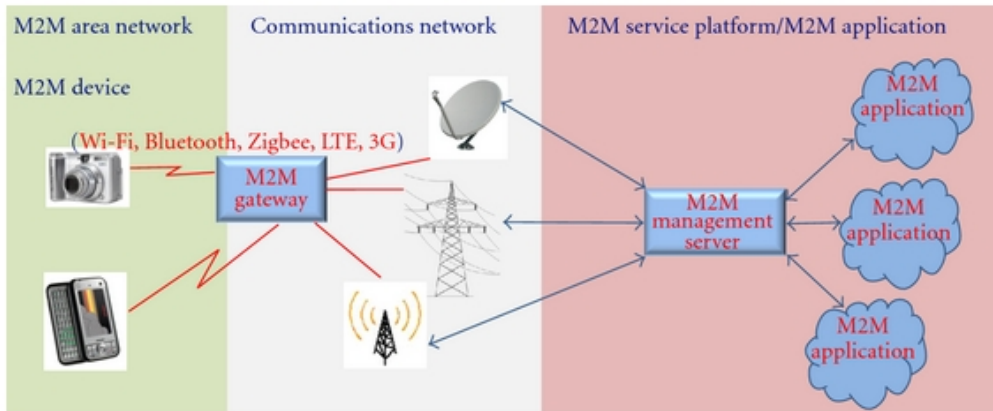 M2M area network
Communications network
M2M service platform/M2M application
M2M device
(Wi-Fi, Bluetooth, Zigbee, LTE, 3G)
M2M
gateway
M2M
management
server
M2M
application
M2M
application
M2M
application